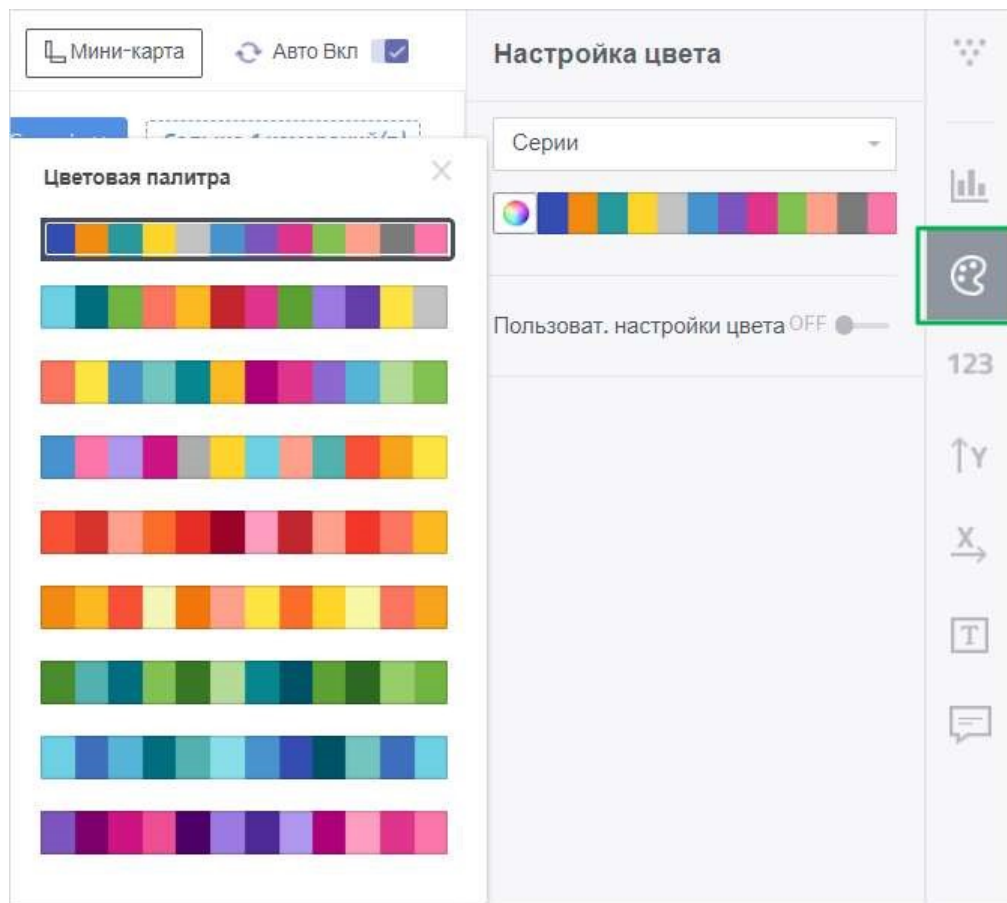 Мини-карта
Авто Вкл
Настройка цвета
Серии
Цветовая палитра
Пользоват. настройки цвета OFF
123
Y
X
T